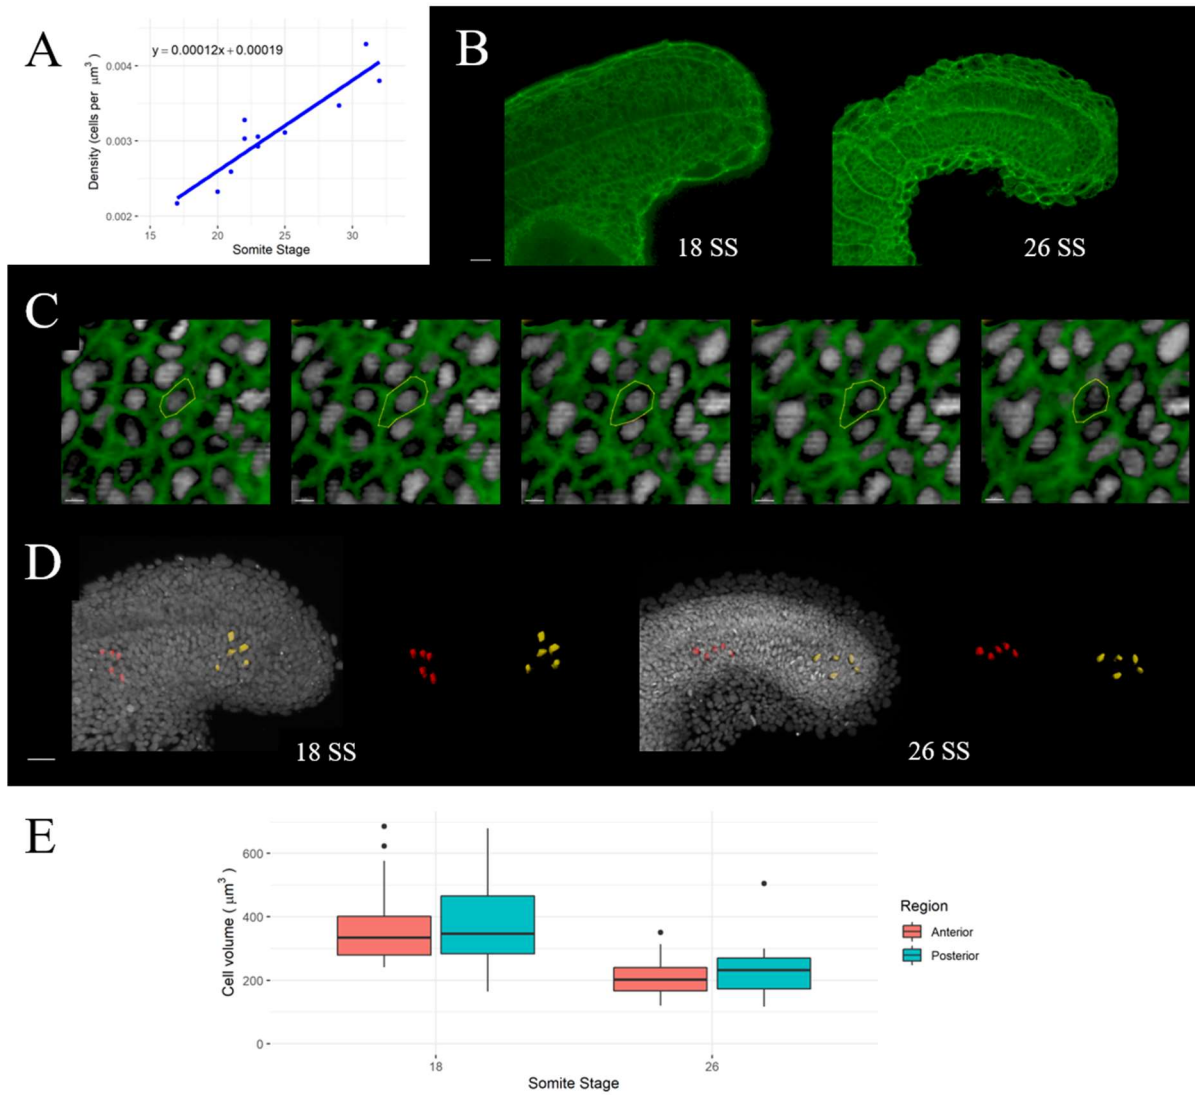 A
y = 0.00012x + 0.00019
Density (cells per μm³)
0.004
0.003
0.002
15 20 25 30
Somite Stage
B
18 SS
26 SS
C
D
18 SS
26 SS
E
Cell volume ( μm³ )
600
400
200
0
18 26
Somite Stage
Region
Anterior
Posterior